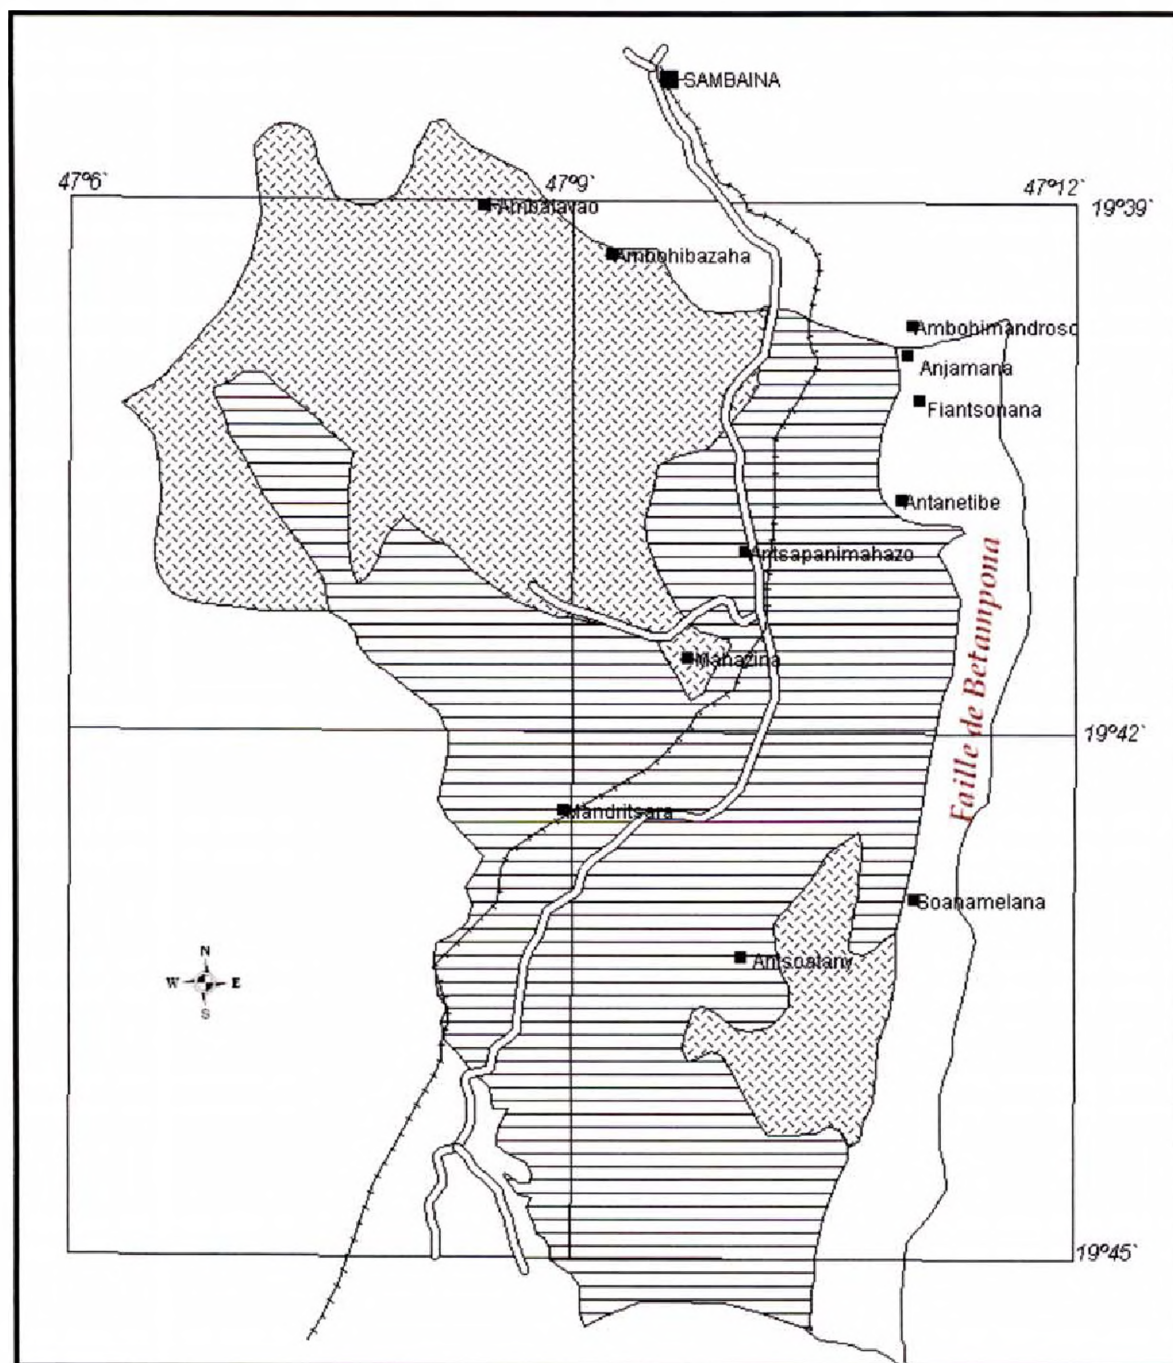 SAMBAINA
47°6`
47°9`
47°12`
19°39`
Ambatavao
Ambohibazaha
Ambohimandroso
Anjamana
Fiantsonana
Antanetibe
Antsapanimahazo
Faille de Betampona
Mahazina
19°42`
Mandritsara
Soanamelana
Antsoatany
N
W E
S
19°45`